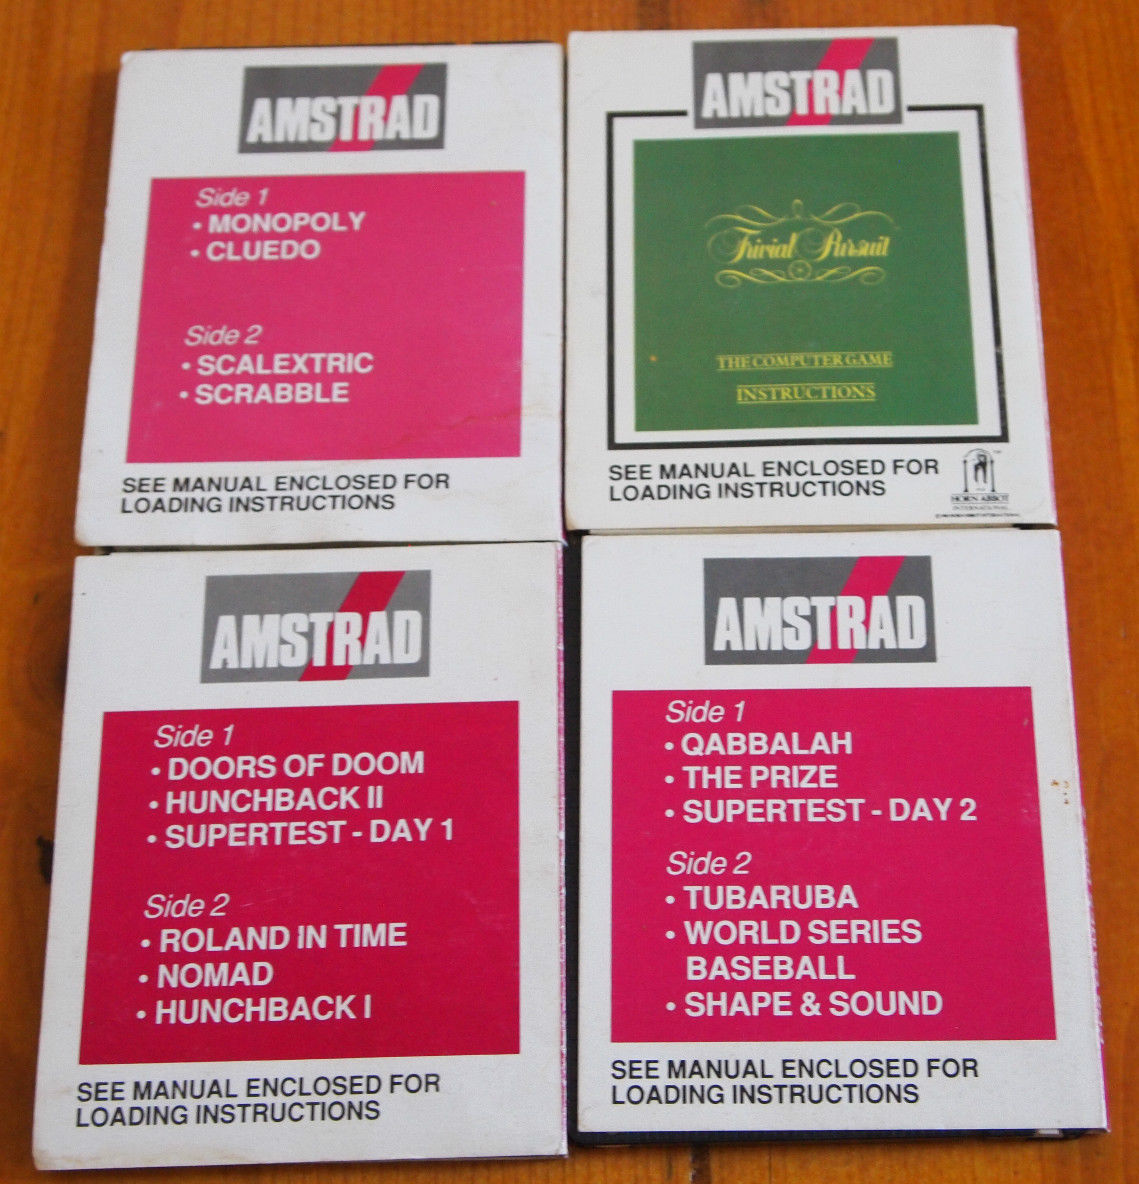 AMSTRAD
Side 1
• MONOPOLY
• CLUEDO
Side 2
• SCALEXTRIC
• SCRABBLE
SEE MANUAL ENCLOSED FOR
LOADING INSTRUCTIONS
AMSTRAD
Trivial Pursuit
THE COMPUTER GAME
INSTRUCTIONS
SEE MANUAL ENCLOSED FOR
LOADING INSTRUCTIONS
HORN ABBOT
INTERNATIONAL
AMSTRAD
Side 1
• DOORS OF DOOM
• HUNCHBACK II
• SUPERTEST - DAY 1
Side 2
• ROLAND IN TIME
• NOMAD
• HUNCHBACK I
SEE MANUAL ENCLOSED FOR
LOADING INSTRUCTIONS
AMSTRAD
Side 1
• QABBALAH
• THE PRIZE
• SUPERTEST - DAY 2
Side 2
• TUBARUBA
• WORLD SERIES
BASEBALL
• SHAPE & SOUND
SEE MANUAL ENCLOSED FOR
LOADING INSTRUCTIONS